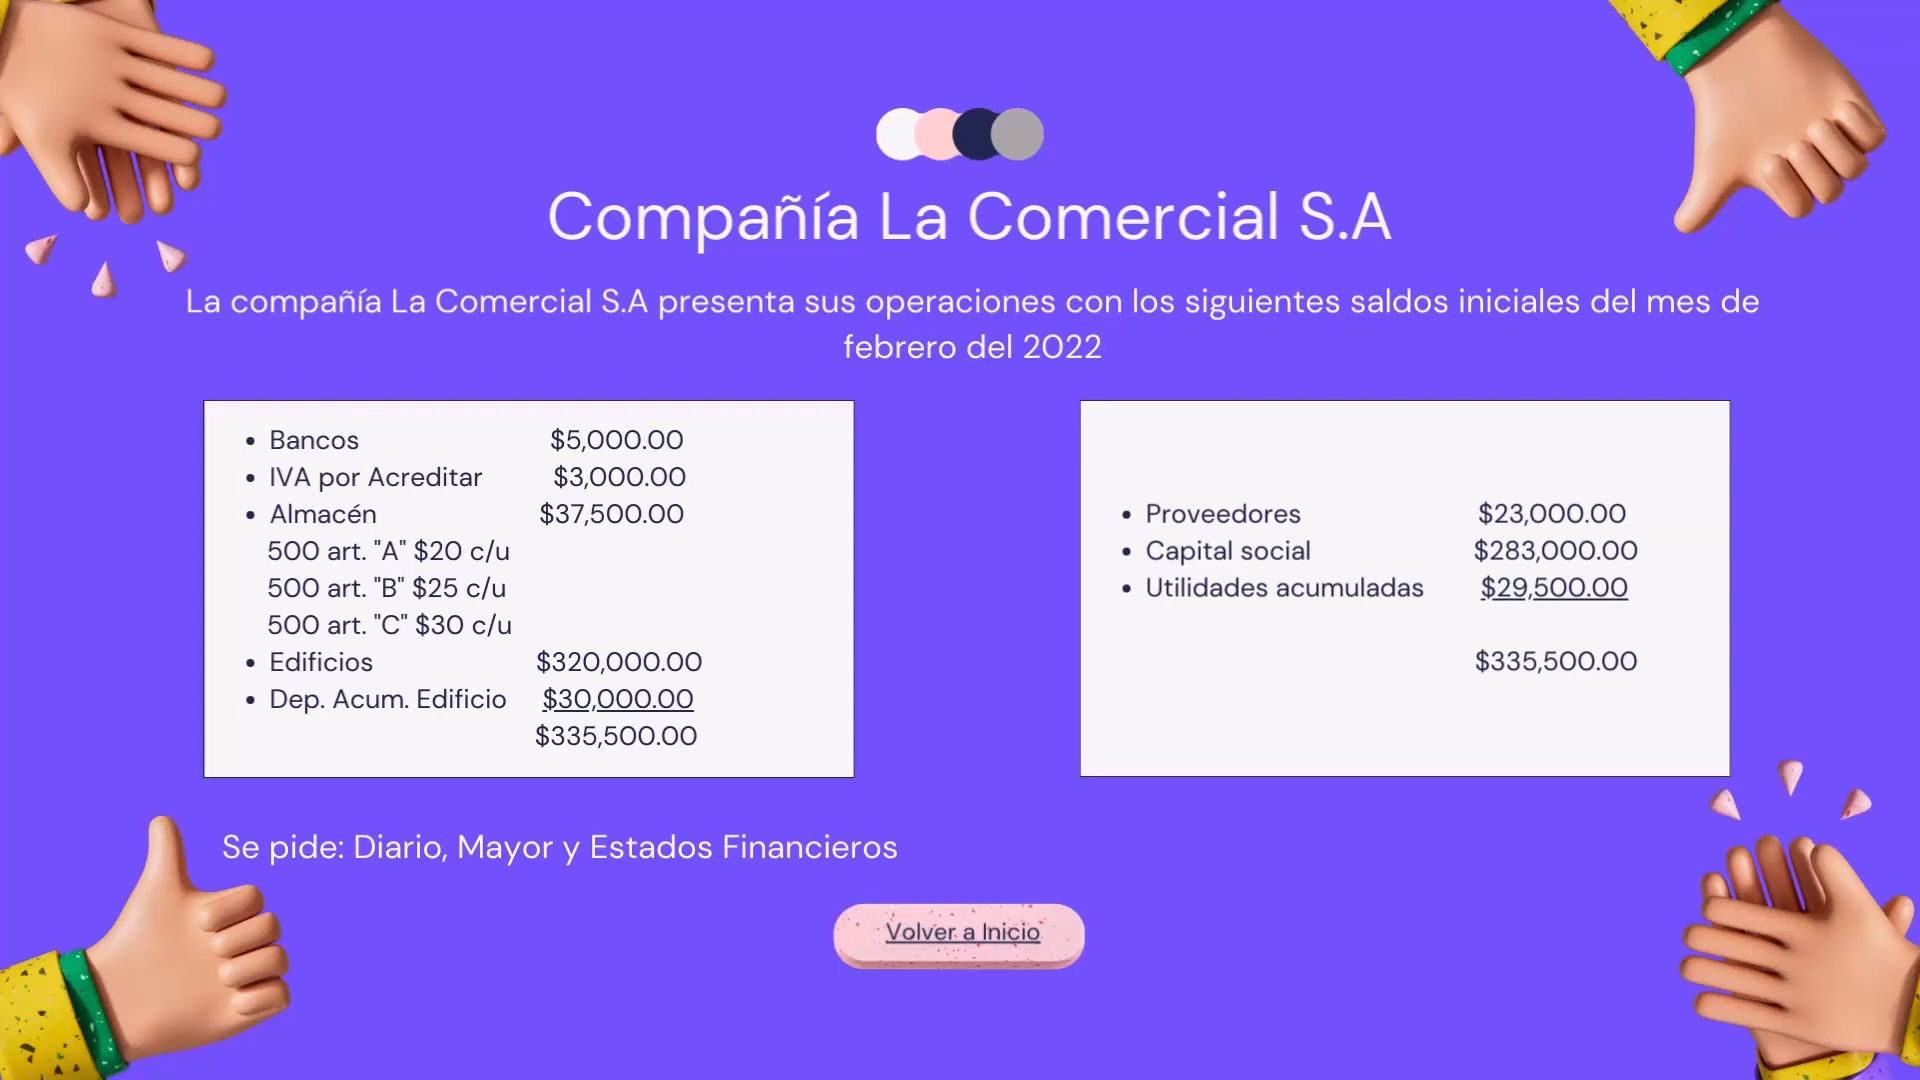 Compañía La Comercial S.A
La compañía La Comercial S.A presenta sus operaciones con los siguientes saldos iniciales del mes de
febrero del 2022
• Bancos $5,000.00
• IVA por Acreditar $3,000.00
• Almacén $37,500.00
500 art. "A" $20 c/u
500 art. "B" $25 c/u
500 art. "C" $30 c/u
• Edificios $320,000.00
• Dep. Acum. Edificio $30,000.00
$335,500.00
• Proveedores $23,000.00
• Capital social $283,000.00
• Utilidades acumuladas $29,500.00
$335,500.00
Se pide: Diario, Mayor y Estados Financieros
Volver a Inicio